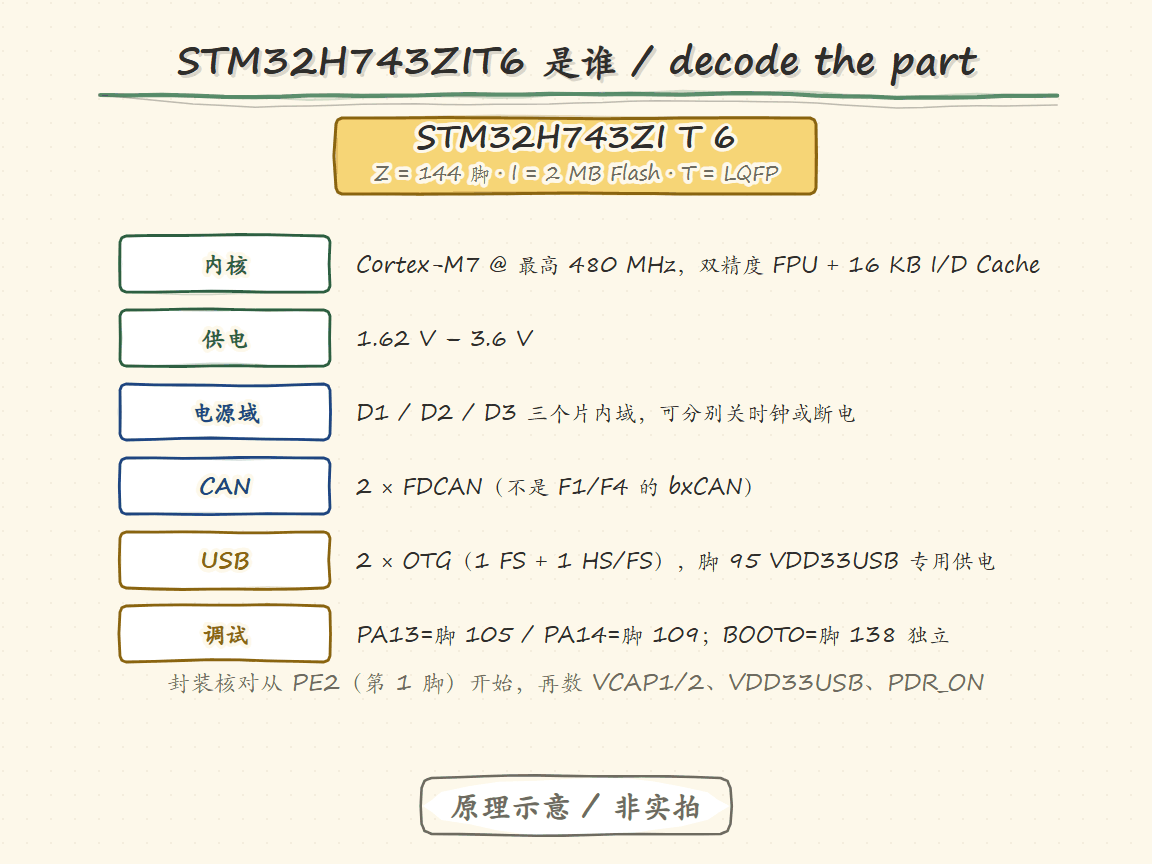 STM32H743ZIT6 是谁 / decode the part
STM32H743ZI T 6
Z = 144 脚 · I = 2 MB Flash · T = LQFP
内核
Cortex-M7 @ 最高 480 MHz，双精度 FPU + 16 KB I/D Cache
供电
1.62 V – 3.6 V
电源域
D1 / D2 / D3 三个片内域，可分别关时钟或断电
CAN
2 × FDCAN（不是 F1/F4 的 bxCAN）
USB
2 × OTG（1 FS + 1 HS/FS），脚 95 VDD33USB 专用供电
调试
PA13=脚 105 / PA14=脚 109；BOOT0=脚 138 独立
封装核对从 PE2（第 1 脚）开始，再数 VCAP1/2、VDD33USB、PDR_ON
原理示意 / 非实拍